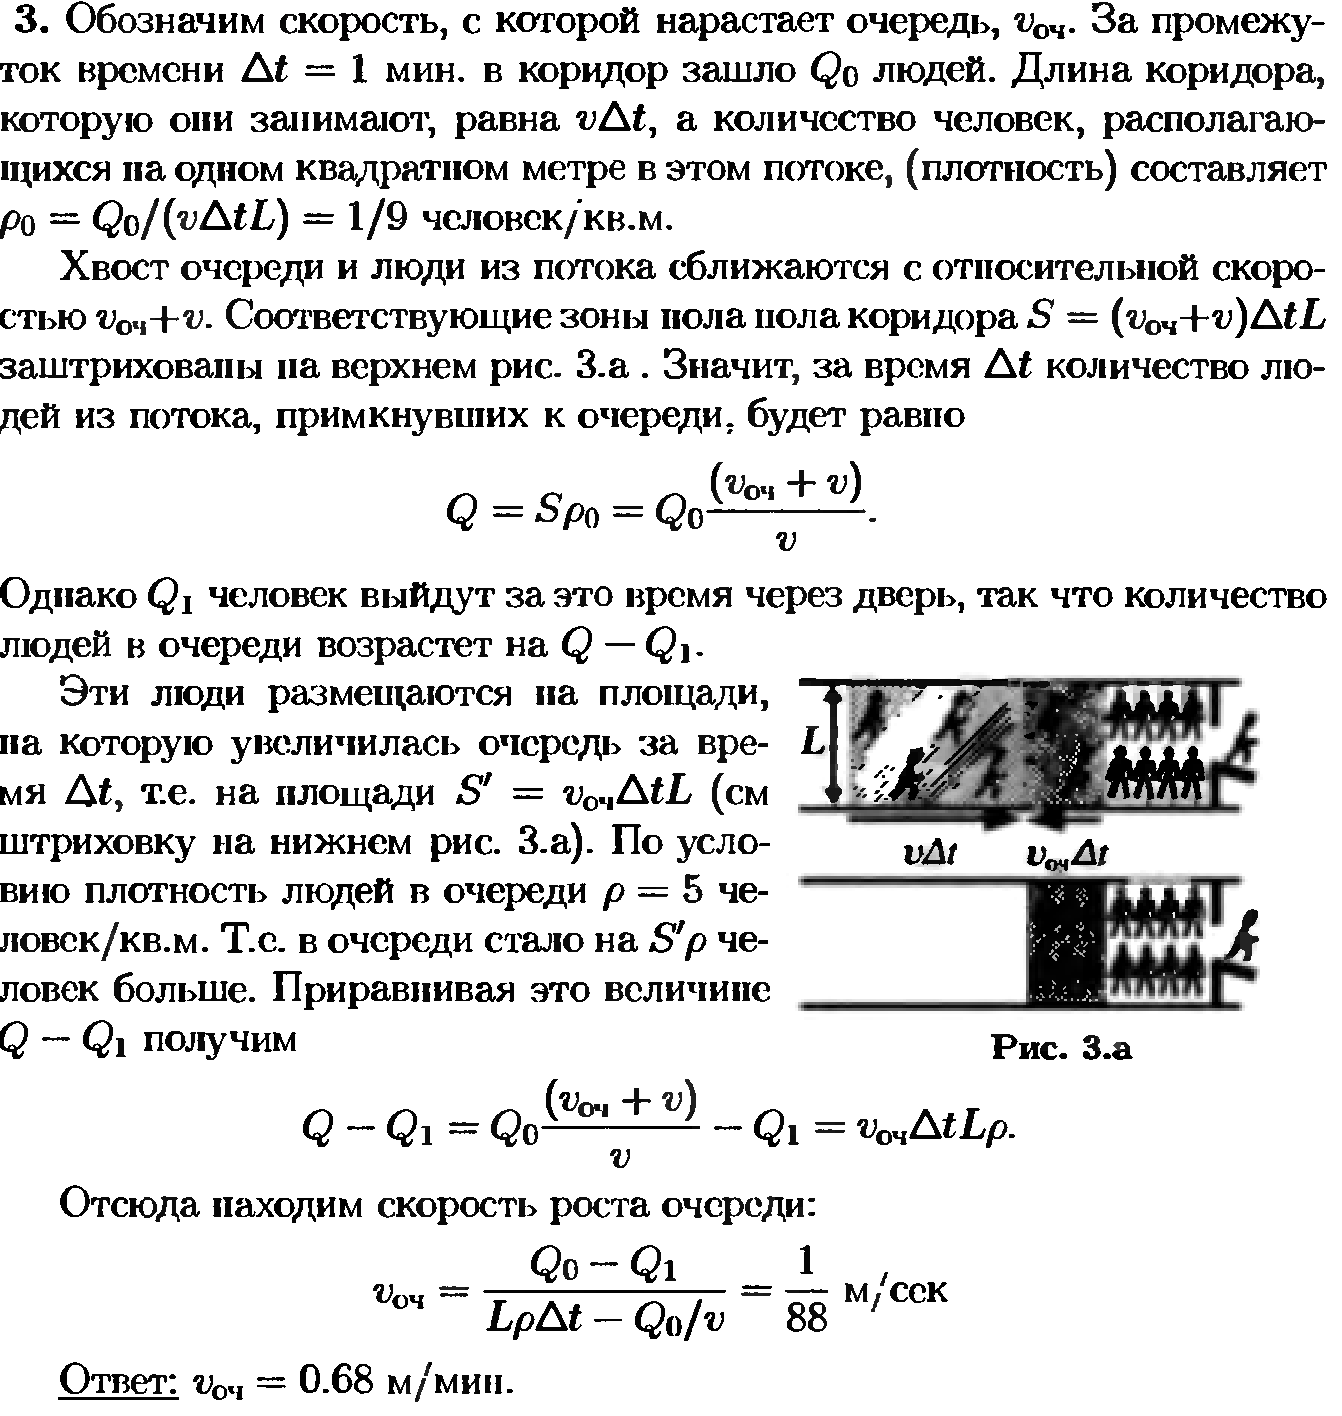 3. Обозначим скорость, с которой нарастает очередь, vоч. За промежу-
ток времени Δt = 1 мин. в коридор зашло Q0 людей. Длина коридора,
которую они занимают, равна vΔt, а количество человек, располагаю-
щихся на одном квадратном метре в этом потоке, (плотность) составляет
ρ0 = Q0/(vΔtL) = 1/9 человек/кв.м.
Хвост очереди и люди из потока сближаются с относительной скоро-
стью vоч+v. Соответствующие зоны пола пола коридора S = (vоч+v)ΔtL
заштрихованы на верхнем рис. 3.а . Значит, за время Δt количество лю-
дей из потока, примкнувших к очереди, будет равно
Q = Sρ0 = Q0 (vоч + v)/v.
Однако Q1 человек выйдут за это время через дверь, так что количество
людей в очереди возрастет на Q − Q1.
Эти люди размещаются на площади,
на которую увеличилась очередь за вре-
мя Δt, т.е. на площади S′ = vочΔtL (см
штриховку на нижнем рис. 3.а). По усло-
вию плотность людей в очереди ρ = 5 че-
ловек/кв.м. Т.е. в очереди стало на S′ρ че-
ловек больше. Приравнивая это величине
Q − Q1 получим
L
vΔt vочΔt
Рис. 3.а
Q − Q1 = Q0 (vоч + v)/v − Q1 = vочΔtLρ.
Отсюда находим скорость роста очереди:
vоч = (Q0 − Q1)/(LρΔt − Q0/v) = 1/88 м/сек
Ответ: vоч = 0.68 м/мин.